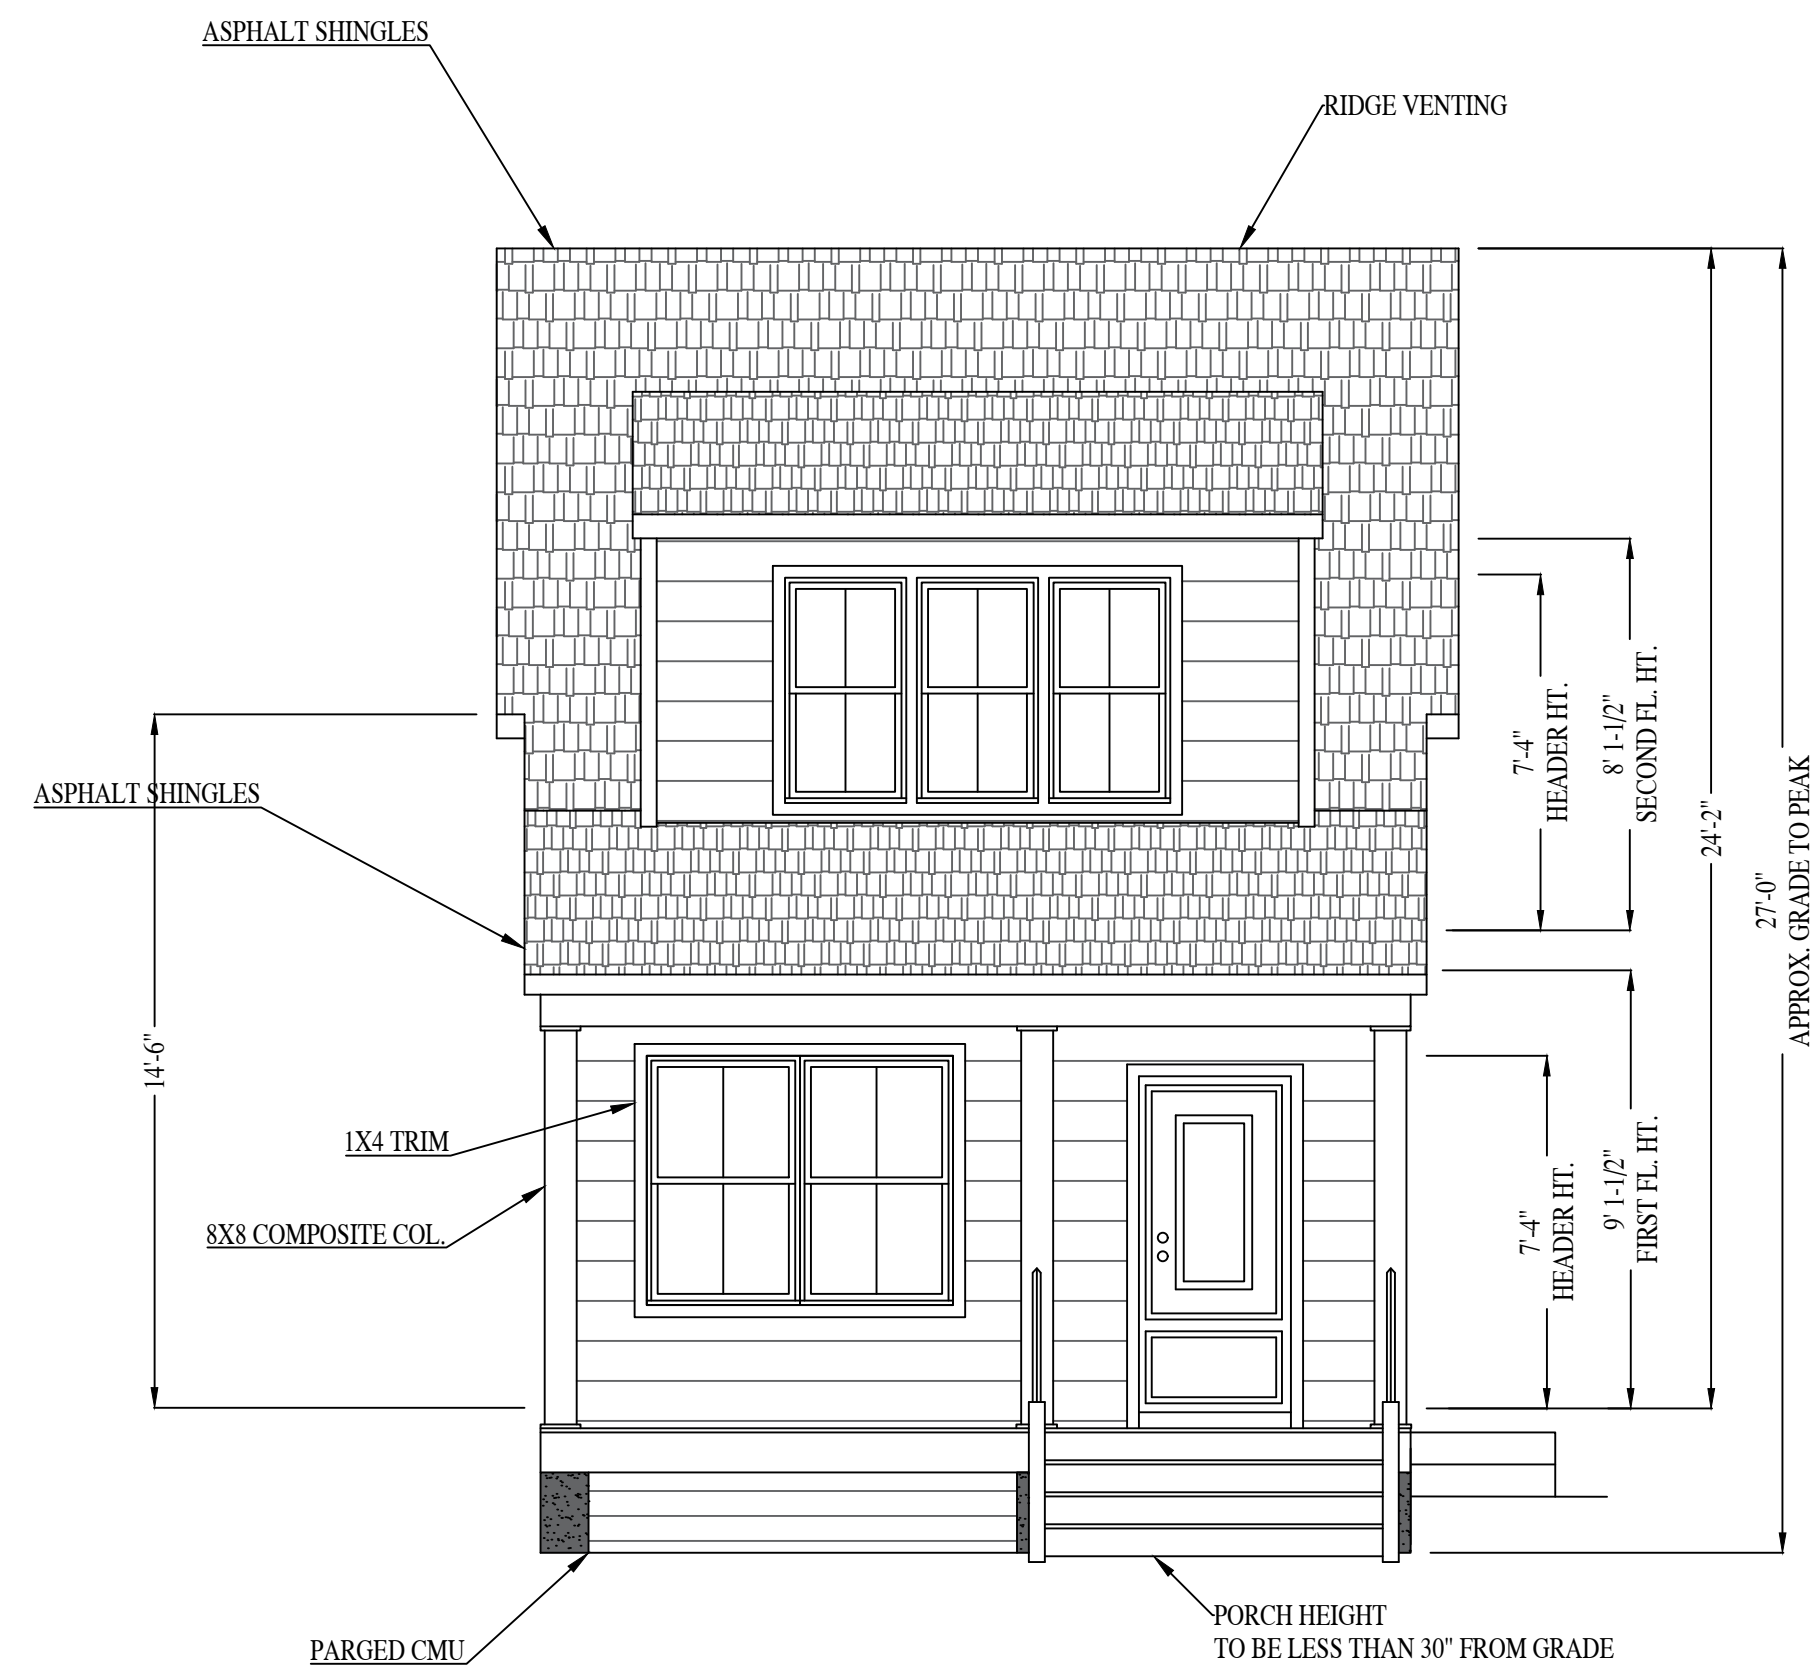 ASPHALT SHINGLES
RIDGE VENTING
7'-4"
HEADER HT.
8' 1-1/2"
SECOND FL. HT.
24'-2"
27'-0"
APPROX. GRADE TO PEAK
ASPHALT SHINGLES
14'-6"
1X4 TRIM
8X8 COMPOSITE COL.
7'-4"
HEADER HT.
9' 1-1/2"
FIRST FL. HT.
PARGED CMU
PORCH HEIGHT
TO BE LESS THAN 30" FROM GRADE